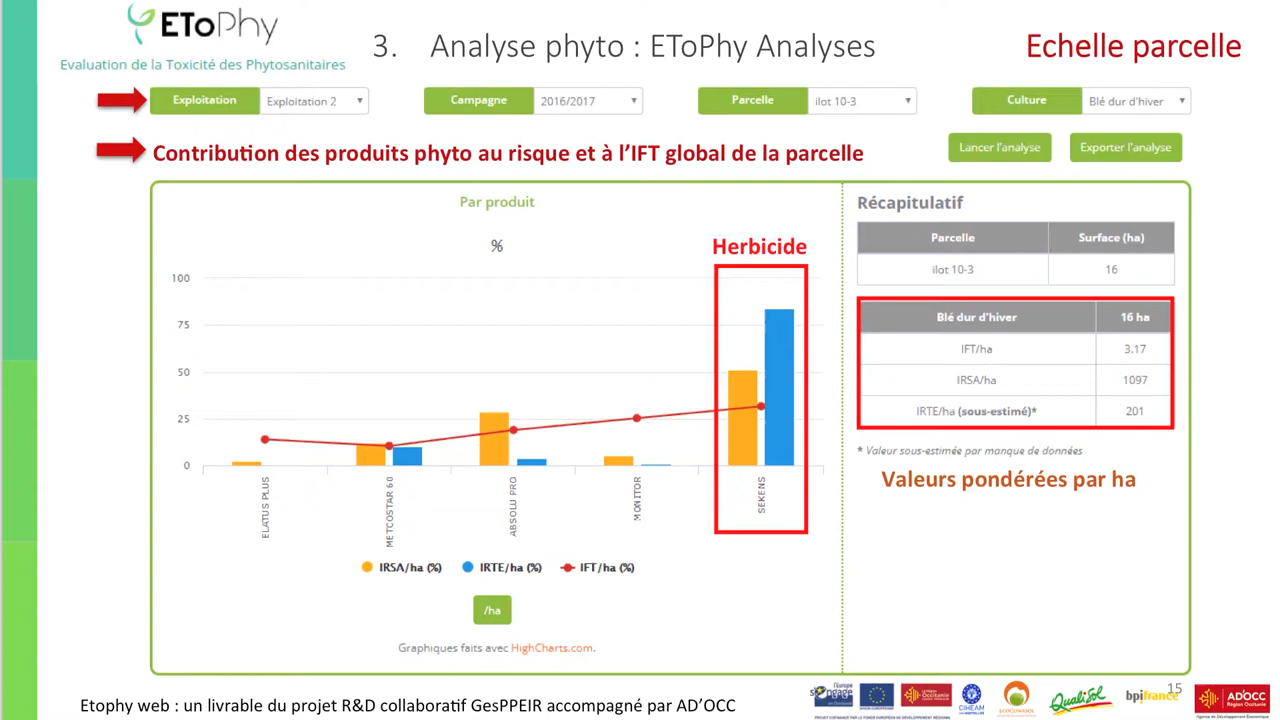 EToPhy
Evaluation de la Toxicité des Phytosanitaires
3. Analyse phyto : EToPhy Analyses
Echelle parcelle
Exploitation
Exploitation 2
Campagne
2016/2017
Parcelle
ilot 10-3
Culture
Blé dur d'hiver
Contribution des produits phyto au risque et à l'IFT global de la parcelle
Lancer l'analyse
Exporter l'analyse
Par produit
%
Herbicide
100
75
50
25
0
ELATUS PLUS
METCOSTAR 60
ABSOLU PRO
MONITOR
SEKENS
IRSA/ha (%)
IRTE/ha (%)
IFT/ha (%)
/ha
Graphiques faits avec HighCharts.com.
Récapitulatif
Parcelle Surface (ha)
ilot 10-3 16
Blé dur d'hiver 16 ha
IFT/ha 3.17
IRSA/ha 1097
IRTE/ha (sous-estimé)* 201
* Valeur sous-estimée par manque de données
Valeurs pondérées par ha
15
Etophy web : un livrable du projet R&D collaboratif GesPPEIR accompagné par AD'OCC
l'Europe
s'engage
CIHEAM
QualiSol
bpifrance
AD'OCC